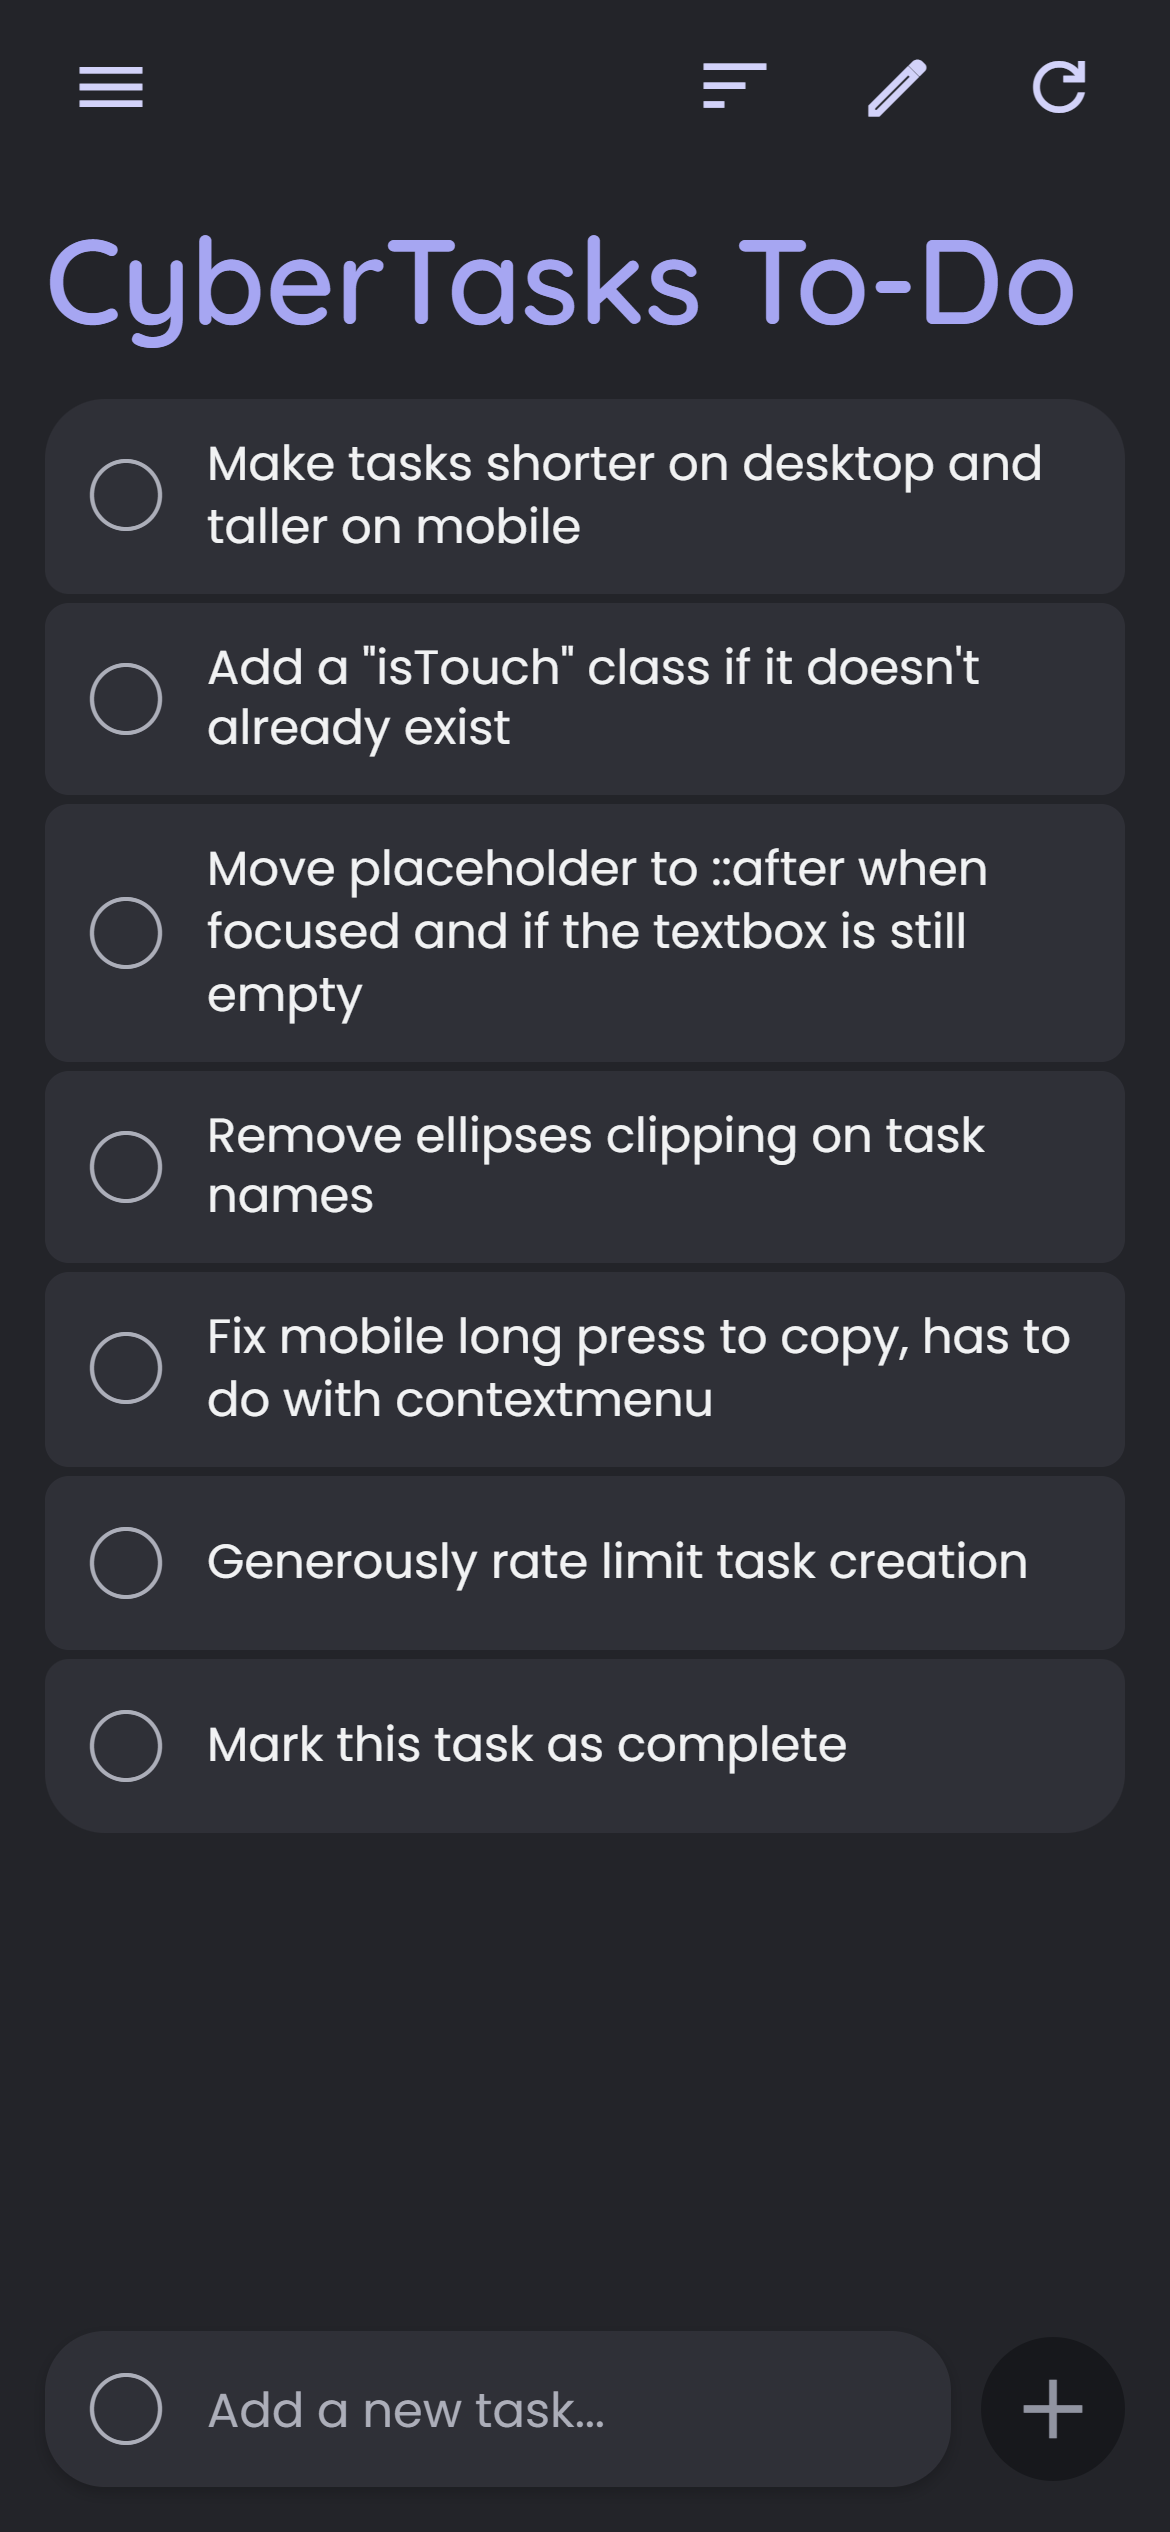 CyberTasks To-Do
Make tasks shorter on desktop and
taller on mobile
Add a "isTouch" class if it doesn't
already exist
Move placeholder to ::after when
focused and if the textbox is still
empty
Remove ellipses clipping on task
names
Fix mobile long press to copy, has to
do with contextmenu
Generously rate limit task creation
Mark this task as complete
Add a new task...